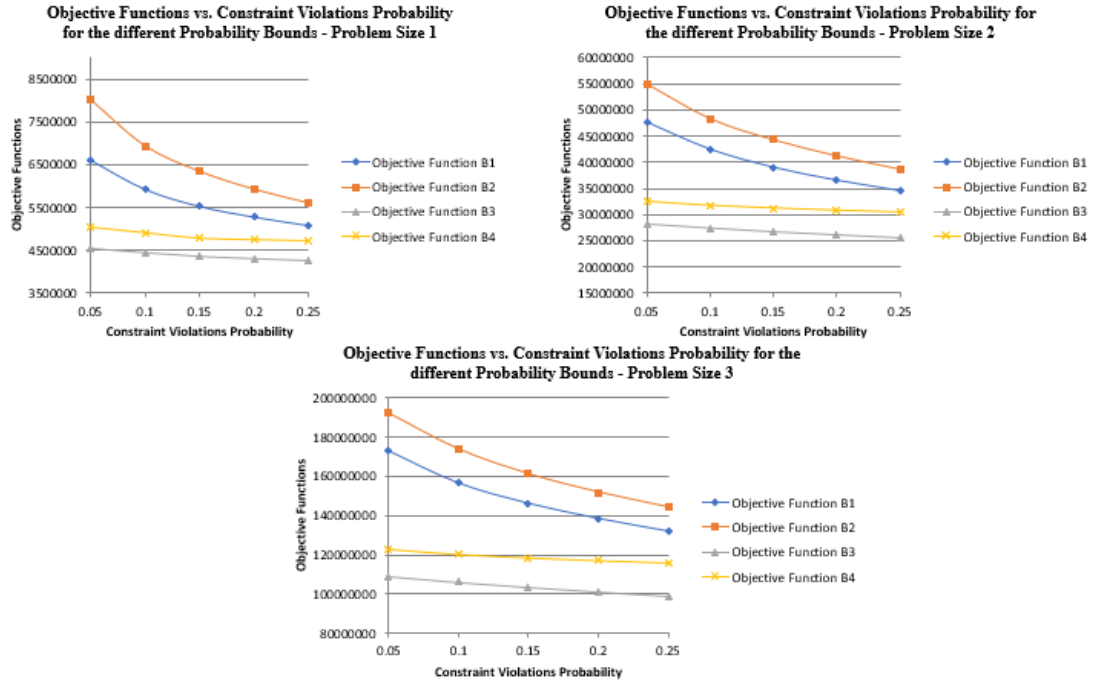 Objective Functions vs. Constraint Violations Probability
for the different Probability Bounds - Problem Size 1
8500000
7500000
6500000
5500000
4500000
3500000
0.05 0.1 0.15 0.2 0.25
Objective Functions
Constraint Violations Probability
Objective Function B1
Objective Function B2
Objective Function B3
Objective Function B4
Objective Functions vs. Constraint Violations Probability for
the different Probability Bounds - Problem Size 2
60000000
55000000
50000000
45000000
40000000
35000000
30000000
25000000
20000000
15000000
0.05 0.1 0.15 0.2 0.25
Objective Functions
Constraint Violations Probability
Objective Function B1
Objective Function B2
Objective Function B3
Objective Function B4
Objective Functions vs. Constraint Violations Probability for the
different Probability Bounds - Problem Size 3
200000000
180000000
160000000
140000000
120000000
100000000
80000000
0.05 0.1 0.15 0.2 0.25
Objective Functions
Constraint Violations Probability
Objective Function B1
Objective Function B2
Objective Function B3
Objective Function B4